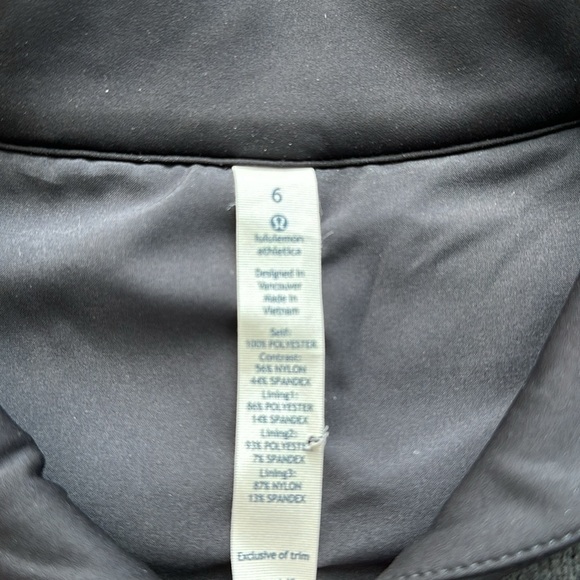 6
lululemon
athletica
Designed in
Vancouver
Made in
Vietnam
Self:
100% POLYESTER
Contrast:
56% NYLON
44% SPANDEX
Lining1:
86% POLYESTER
14% SPANDEX
Lining2:
93% POLYESTER
7% SPANDEX
Lining3:
87% NYLON
13% SPANDEX
Exclusive of trim